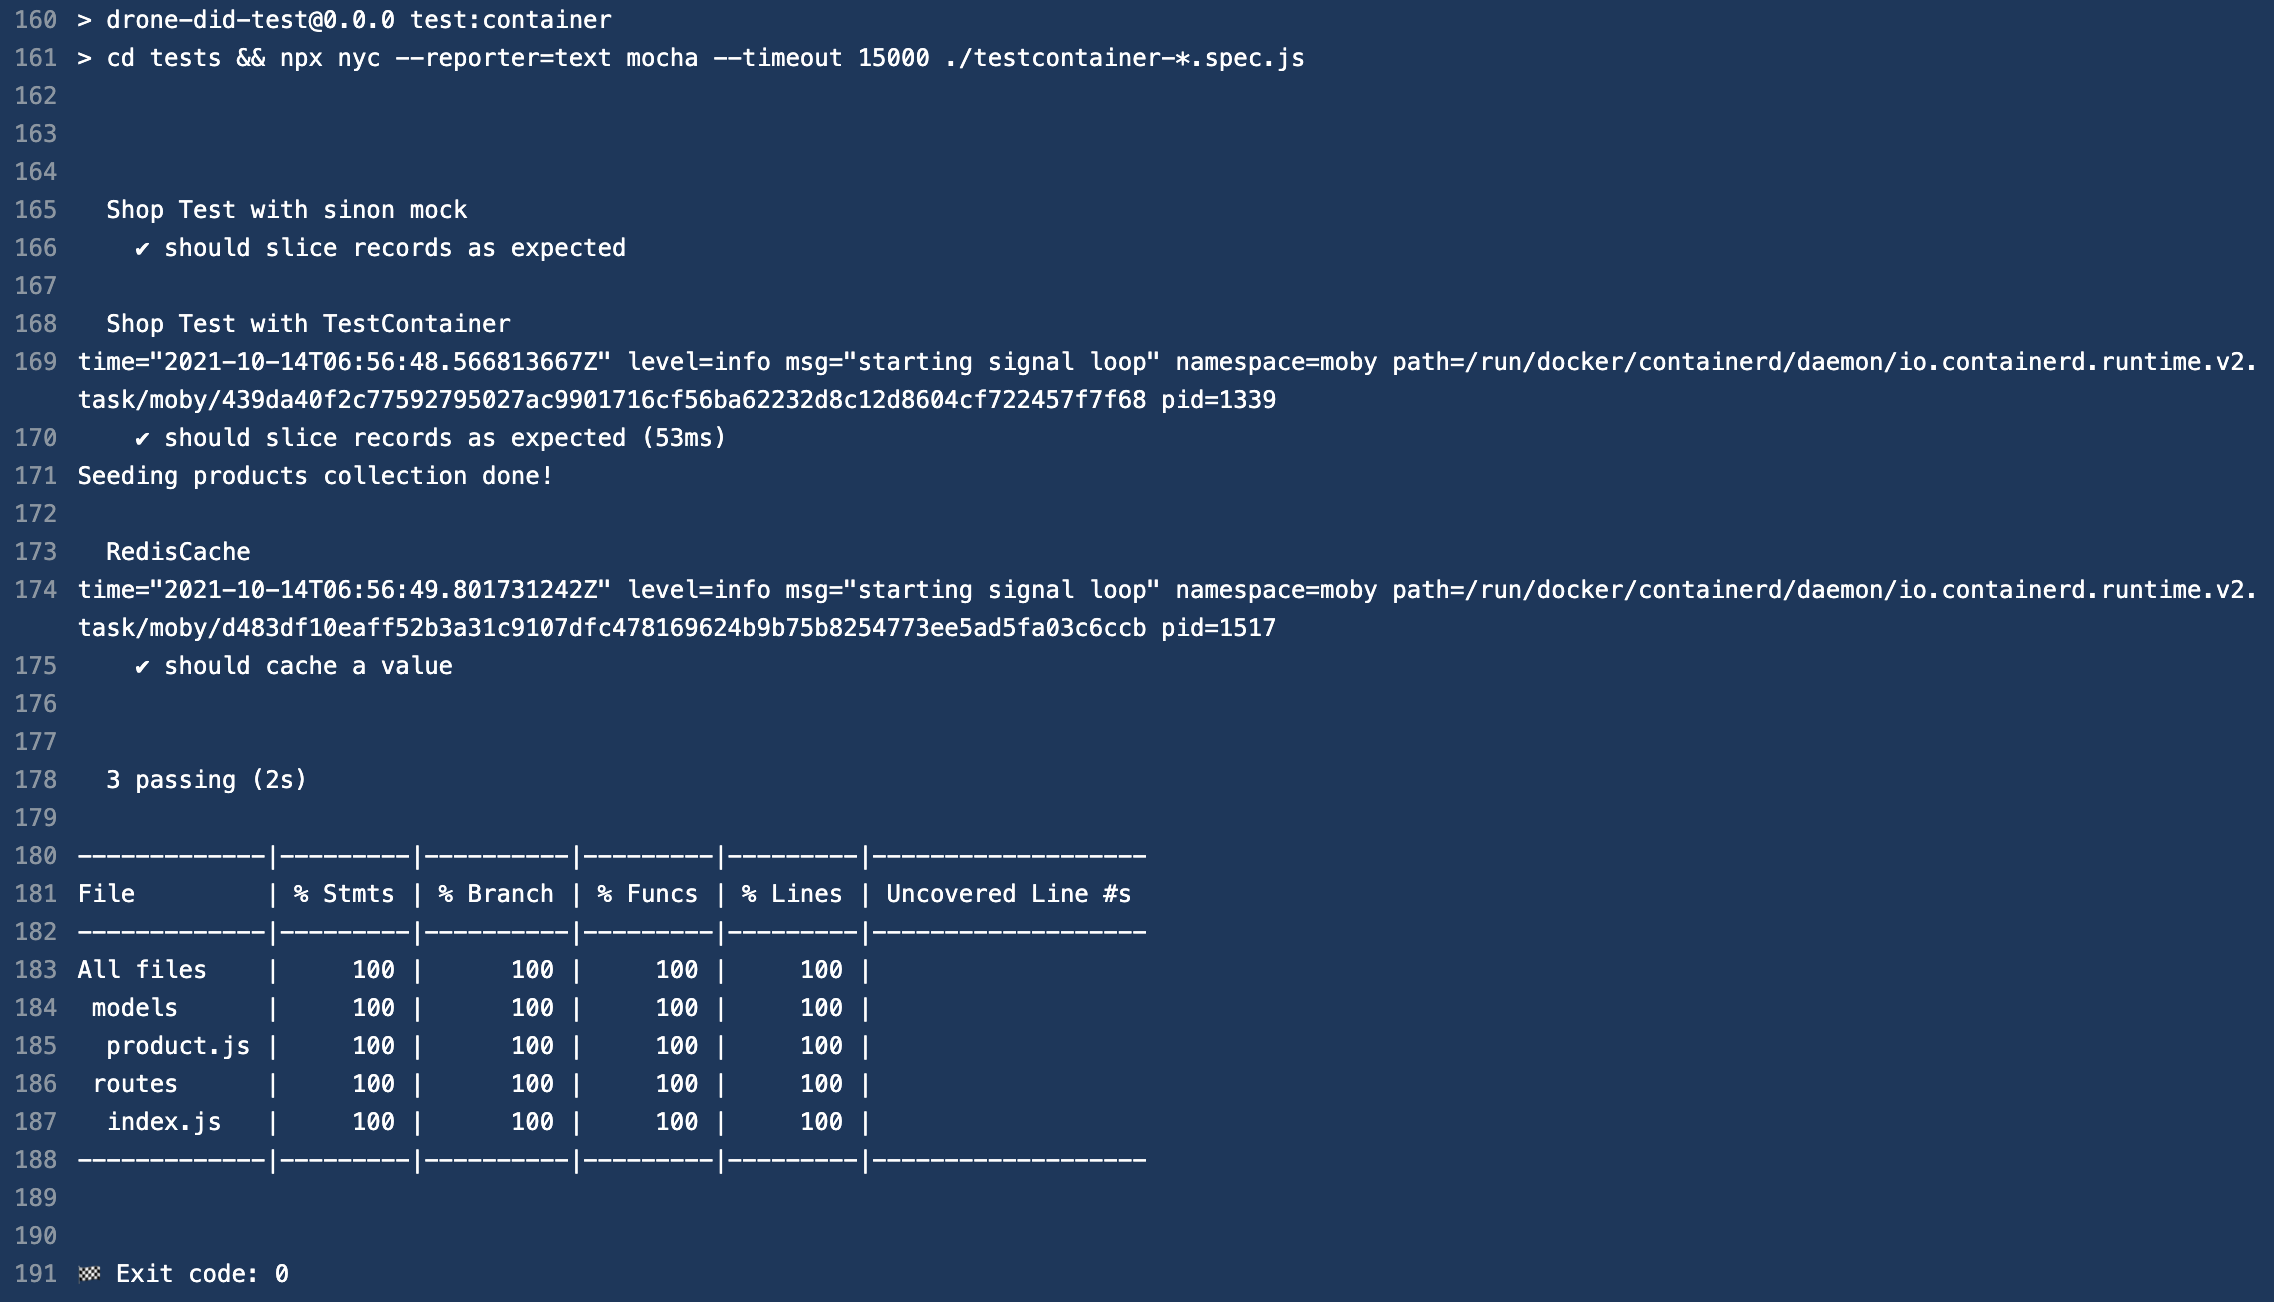 160 > drone-did-test@0.0.0 test:container
161 > cd tests && npx nyc --reporter=text mocha --timeout 15000 ./testcontainer-*.spec.js
162
163
164
165   Shop Test with sinon mock
166     ✔ should slice records as expected
167
168   Shop Test with TestContainer
169 time="2021-10-14T06:56:48.566813667Z" level=info msg="starting signal loop" namespace=moby path=/run/docker/containerd/daemon/io.containerd.runtime.v2.
task/moby/439da40f2c77592795027ac9901716cf56ba62232d8c12d8604cf722457f7f68 pid=1339
170     ✔ should slice records as expected (53ms)
171 Seeding products collection done!
172
173   RedisCache
174 time="2021-10-14T06:56:49.801731242Z" level=info msg="starting signal loop" namespace=moby path=/run/docker/containerd/daemon/io.containerd.runtime.v2.
task/moby/d483df10eaff52b3a31c9107dfc478169624b9b75b8254773ee5ad5fa03c6ccb pid=1517
175     ✔ should cache a value
176
177
178   3 passing (2s)
179
180 -------------|---------|----------|---------|---------|-------------------
181 File         | % Stmts | % Branch | % Funcs | % Lines | Uncovered Line #s
182 -------------|---------|----------|---------|---------|-------------------
183 All files    |     100 |      100 |     100 |     100 |
184  models      |     100 |      100 |     100 |     100 |
185   product.js |     100 |      100 |     100 |     100 |
186  routes      |     100 |      100 |     100 |     100 |
187   index.js   |     100 |      100 |     100 |     100 |
188 -------------|---------|----------|---------|---------|-------------------
189
190
191 🏁 Exit code: 0